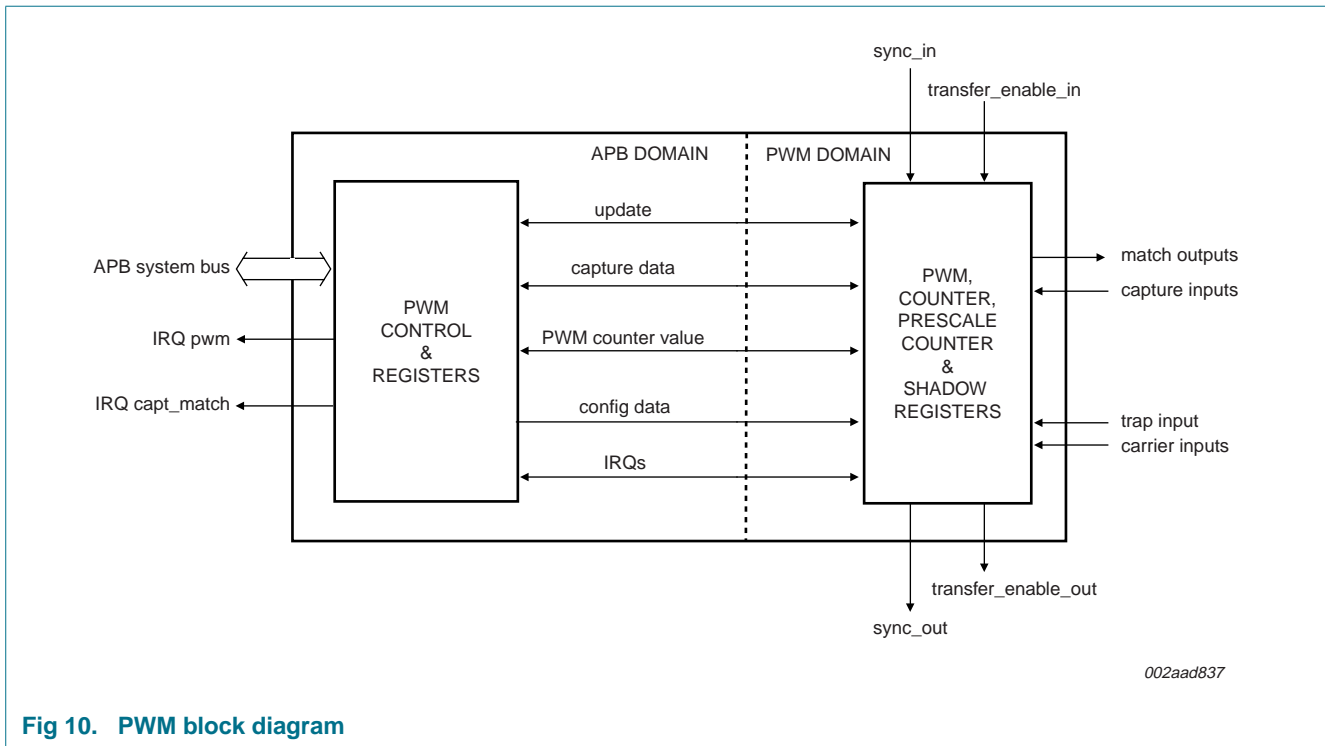 sync_in
transfer_enable_in
APB DOMAIN
PWM DOMAIN
update
capture data
PWM counter value
config data
IRQs
APB system bus
IRQ pwm
IRQ capt_match
PWM
CONTROL
&
REGISTERS
PWM,
COUNTER,
PRESCALE
COUNTER
&
SHADOW
REGISTERS
match outputs
capture inputs
trap input
carrier inputs
transfer_enable_out
sync_out
002aad837
Fig 10. PWM block diagram